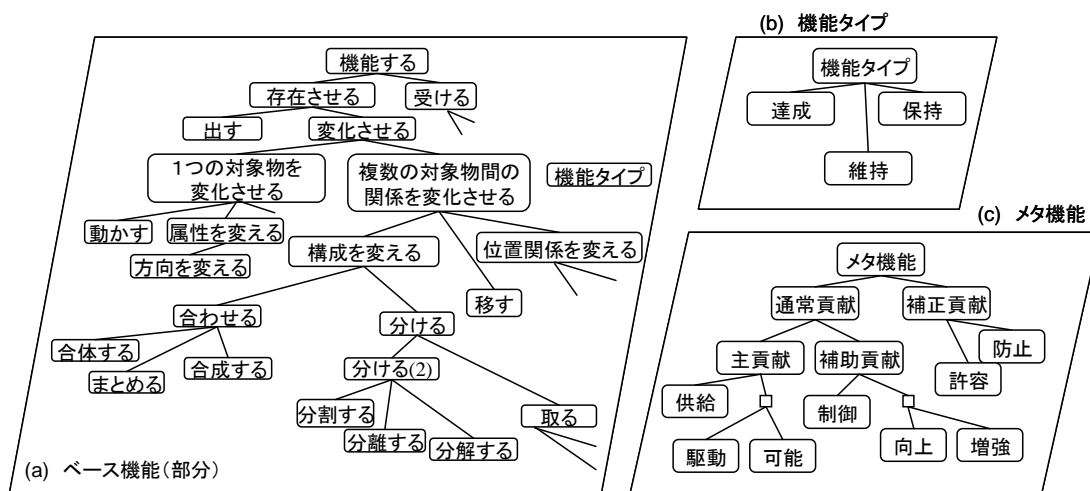 (b) 機能タイプ
機能する
存在させる
受ける
出す
変化させる
1つの対象物を
変化させる
複数の対象物間の
関係を変化させる
機能タイプ
動かす
属性を変える
方向を変える
構成を変える
位置関係を変える
移す
合わせる
分ける
合体する
まとめる
合成する
分ける(2)
分割する
分離する
分解する
取る
(a) ベース機能(部分)
機能タイプ
達成
保持
維持
(c) メタ機能
メタ機能
通常貢献
補正貢献
主貢献
補助貢献
防止
許容
供給
制御
駆動
可能
向上
増強